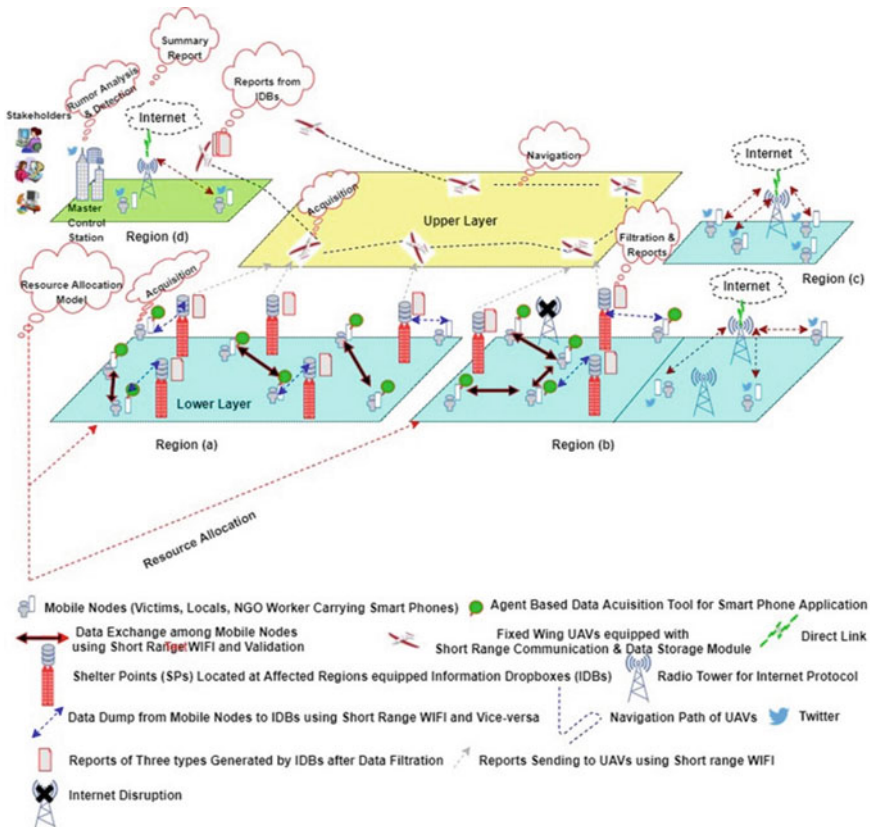 Summary
Report
Rumor Analysis
& Detection
Reports from
IDBs
Stakeholders
Internet
Master
Control
Station
Region (d)
Acquisition
Navigation
Upper Layer
Internet
Filtration &
Reports
Region (c)
Resource Allocation
Model
Acquisition
Internet
Lower Layer
Region (a)
Region (b)
Resource Allocation
Mobile Nodes (Victims, Locals, NGO Worker Carrying Smart Phones)
Agent Based Data Acuisition Tool for Smart Phone Application
Data Exchange among Mobile Nodes
using Short Range WIFI and Validation
Text
Fixed Wing UAVs equipped with
Short Range Communication & Data Storage Module
Direct Link
Shelter Points (SPs) Located at Affected Regions equipped Information Dropboxes (IDBs)
Radio Tower for Internet Protocol
Data Dump from Mobile Nodes to IDBs using Short Range WIFI and Vice-versa
Navigation Path of UAVs
Twitter
Reports of Three types Generated by IDBs after Data Filtration
Reports Sending to UAVs using Short range WIFI
Internet Disruption